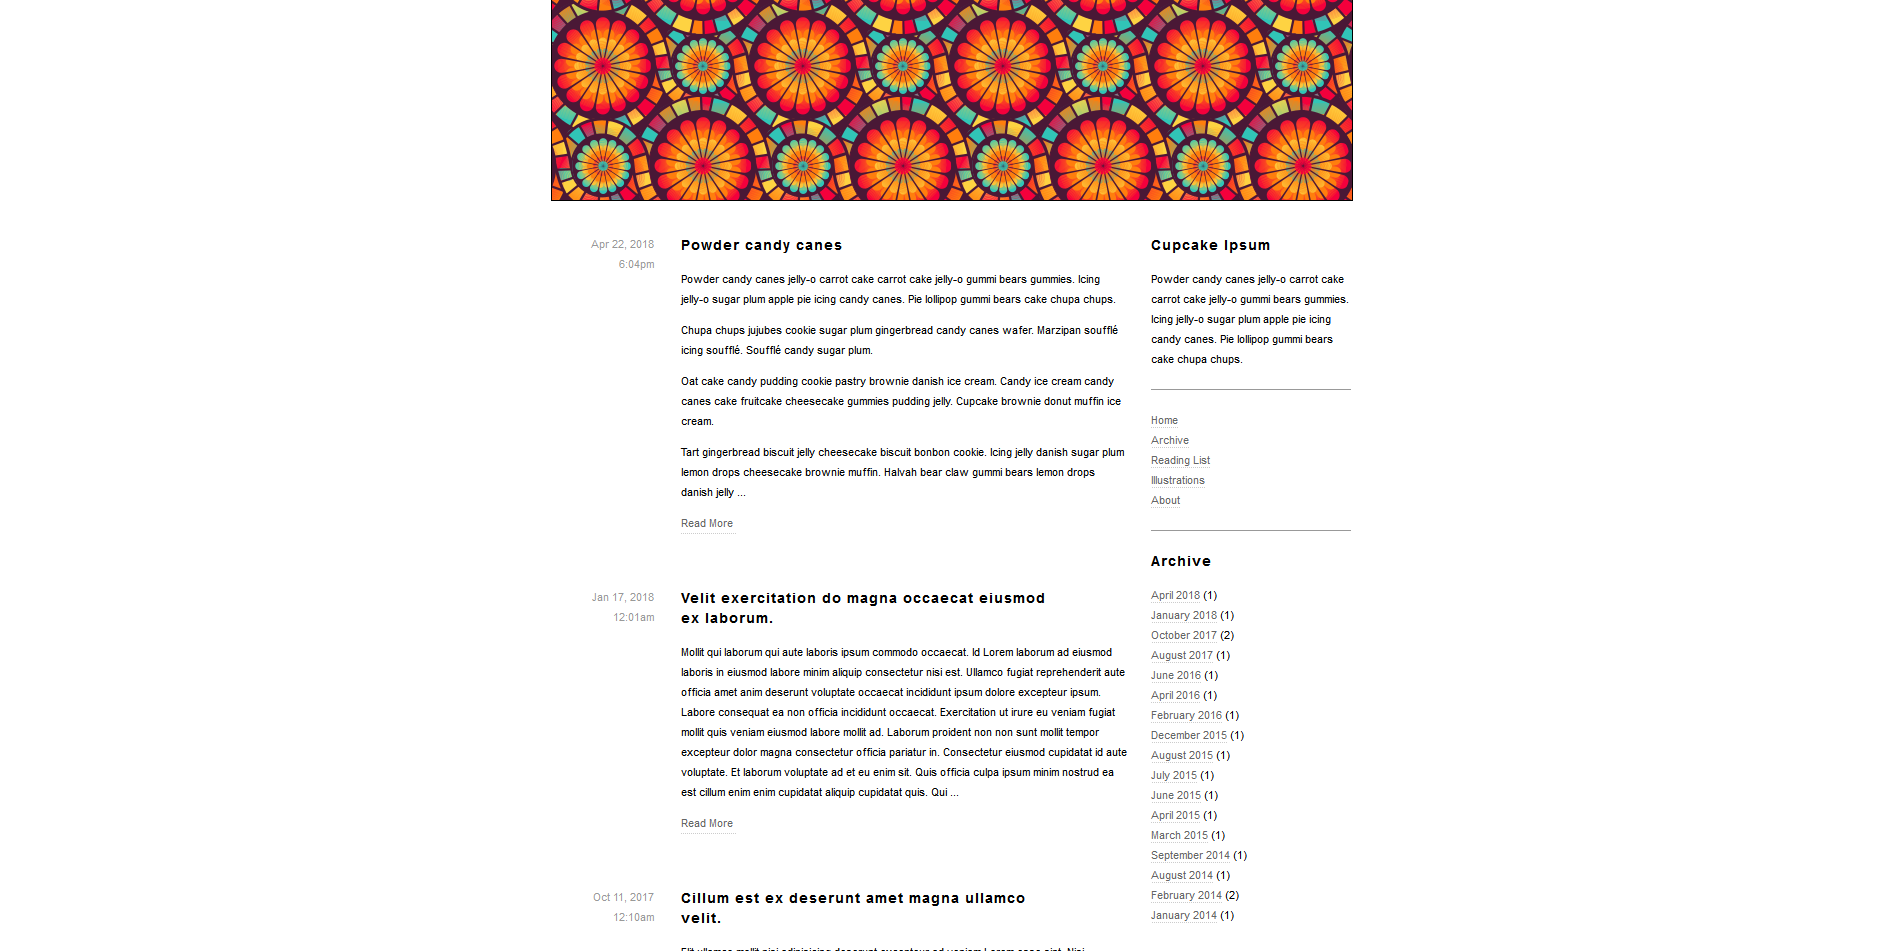 Apr 22, 2018
6:04pm
Powder candy canes
Powder candy canes jelly-o carrot cake carrot cake jelly-o gummi bears gummies. Icing
jelly-o sugar plum apple pie icing candy canes. Pie lollipop gummi bears cake chupa chups.
Chupa chups jujubes cookie sugar plum gingerbread candy canes wafer. Marzipan soufflé
icing soufflé. Soufflé candy sugar plum.
Oat cake candy pudding cookie pastry brownie danish ice cream. Candy ice cream candy
canes cake fruitcake cheesecake gummies pudding jelly. Cupcake brownie donut muffin ice
cream.
Tart gingerbread biscuit jelly cheesecake biscuit bonbon cookie. Icing jelly danish sugar plum
lemon drops cheesecake brownie muffin. Halvah bear claw gummi bears lemon drops
danish jelly ...
Read More
Jan 17, 2018
12:01am
Velit exercitation do magna occaecat eiusmod
ex laborum.
Mollit qui laborum qui aute laboris ipsum commodo occaecat. Id Lorem laborum ad eiusmod
laboris in eiusmod labore minim aliquip consectetur nisi est. Ullamco fugiat reprehenderit aute
officia amet anim deserunt voluptate occaecat incididunt ipsum dolore excepteur ipsum.
Labore consequat ea non officia incididunt occaecat. Exercitation ut irure eu veniam fugiat
mollit quis veniam eiusmod labore mollit ad. Laborum proident non non sunt mollit tempor
excepteur dolor magna consectetur officia pariatur in. Consectetur eiusmod cupidatat id aute
voluptate. Et laborum voluptate ad et eu enim sit. Quis officia culpa ipsum minim nostrud ea
est cillum enim enim cupidatat aliquip cupidatat quis. Qui ...
Read More
Oct 11, 2017
12:10am
Cillum est ex deserunt amet magna ullamco
velit.
Cupcake Ipsum
Powder candy canes jelly-o carrot cake
carrot cake jelly-o gummi bears gummies.
Icing jelly-o sugar plum apple pie icing
candy canes. Pie lollipop gummi bears
cake chupa chups.
Home
Archive
Reading List
Illustrations
About
Archive
April 2018 (1)
January 2018 (1)
October 2017 (2)
August 2017 (1)
June 2016 (1)
April 2016 (1)
February 2016 (1)
December 2015 (1)
August 2015 (1)
July 2015 (1)
June 2015 (1)
April 2015 (1)
March 2015 (1)
September 2014 (1)
August 2014 (1)
February 2014 (2)
January 2014 (1)